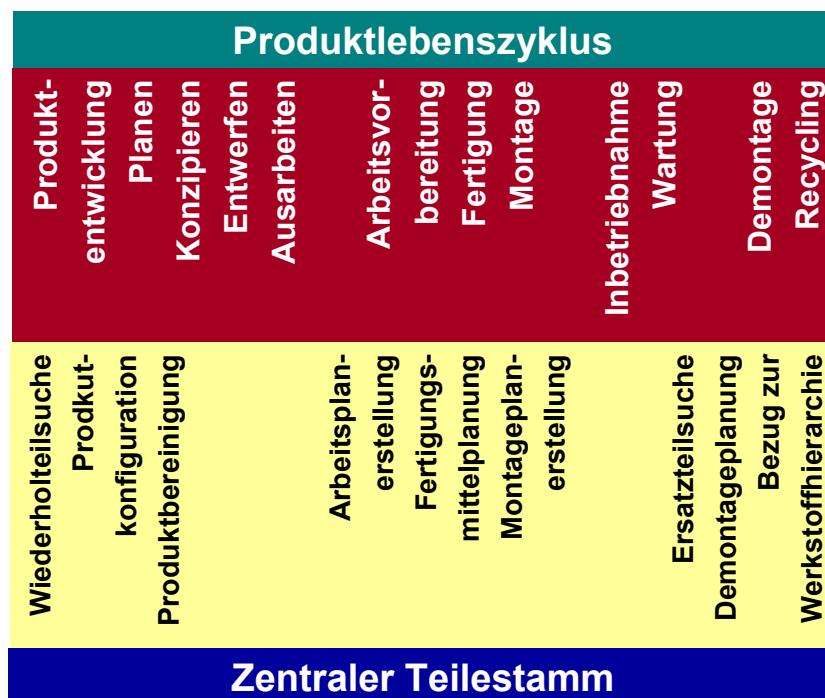 Produktlebenszyklus
Produkt-
entwicklung
Planen
Konzipieren
Entwerfen
Ausarbeiten
Arbeitsvor-
bereitung
Fertigung
Montage
Inbetriebnahme
Wartung
Demontage
Recycling
Wiederholteilsuche
Prodkut-
konfiguration
Produktbereinigung
Arbeitsplan-
erstellung
Fertigungs-
mittelplanung
Montageplan-
erstellung
Ersatzteilsuche
Demontageplanung
Bezug zur
Werkstoffhierarchie
Zentraler Teilestamm